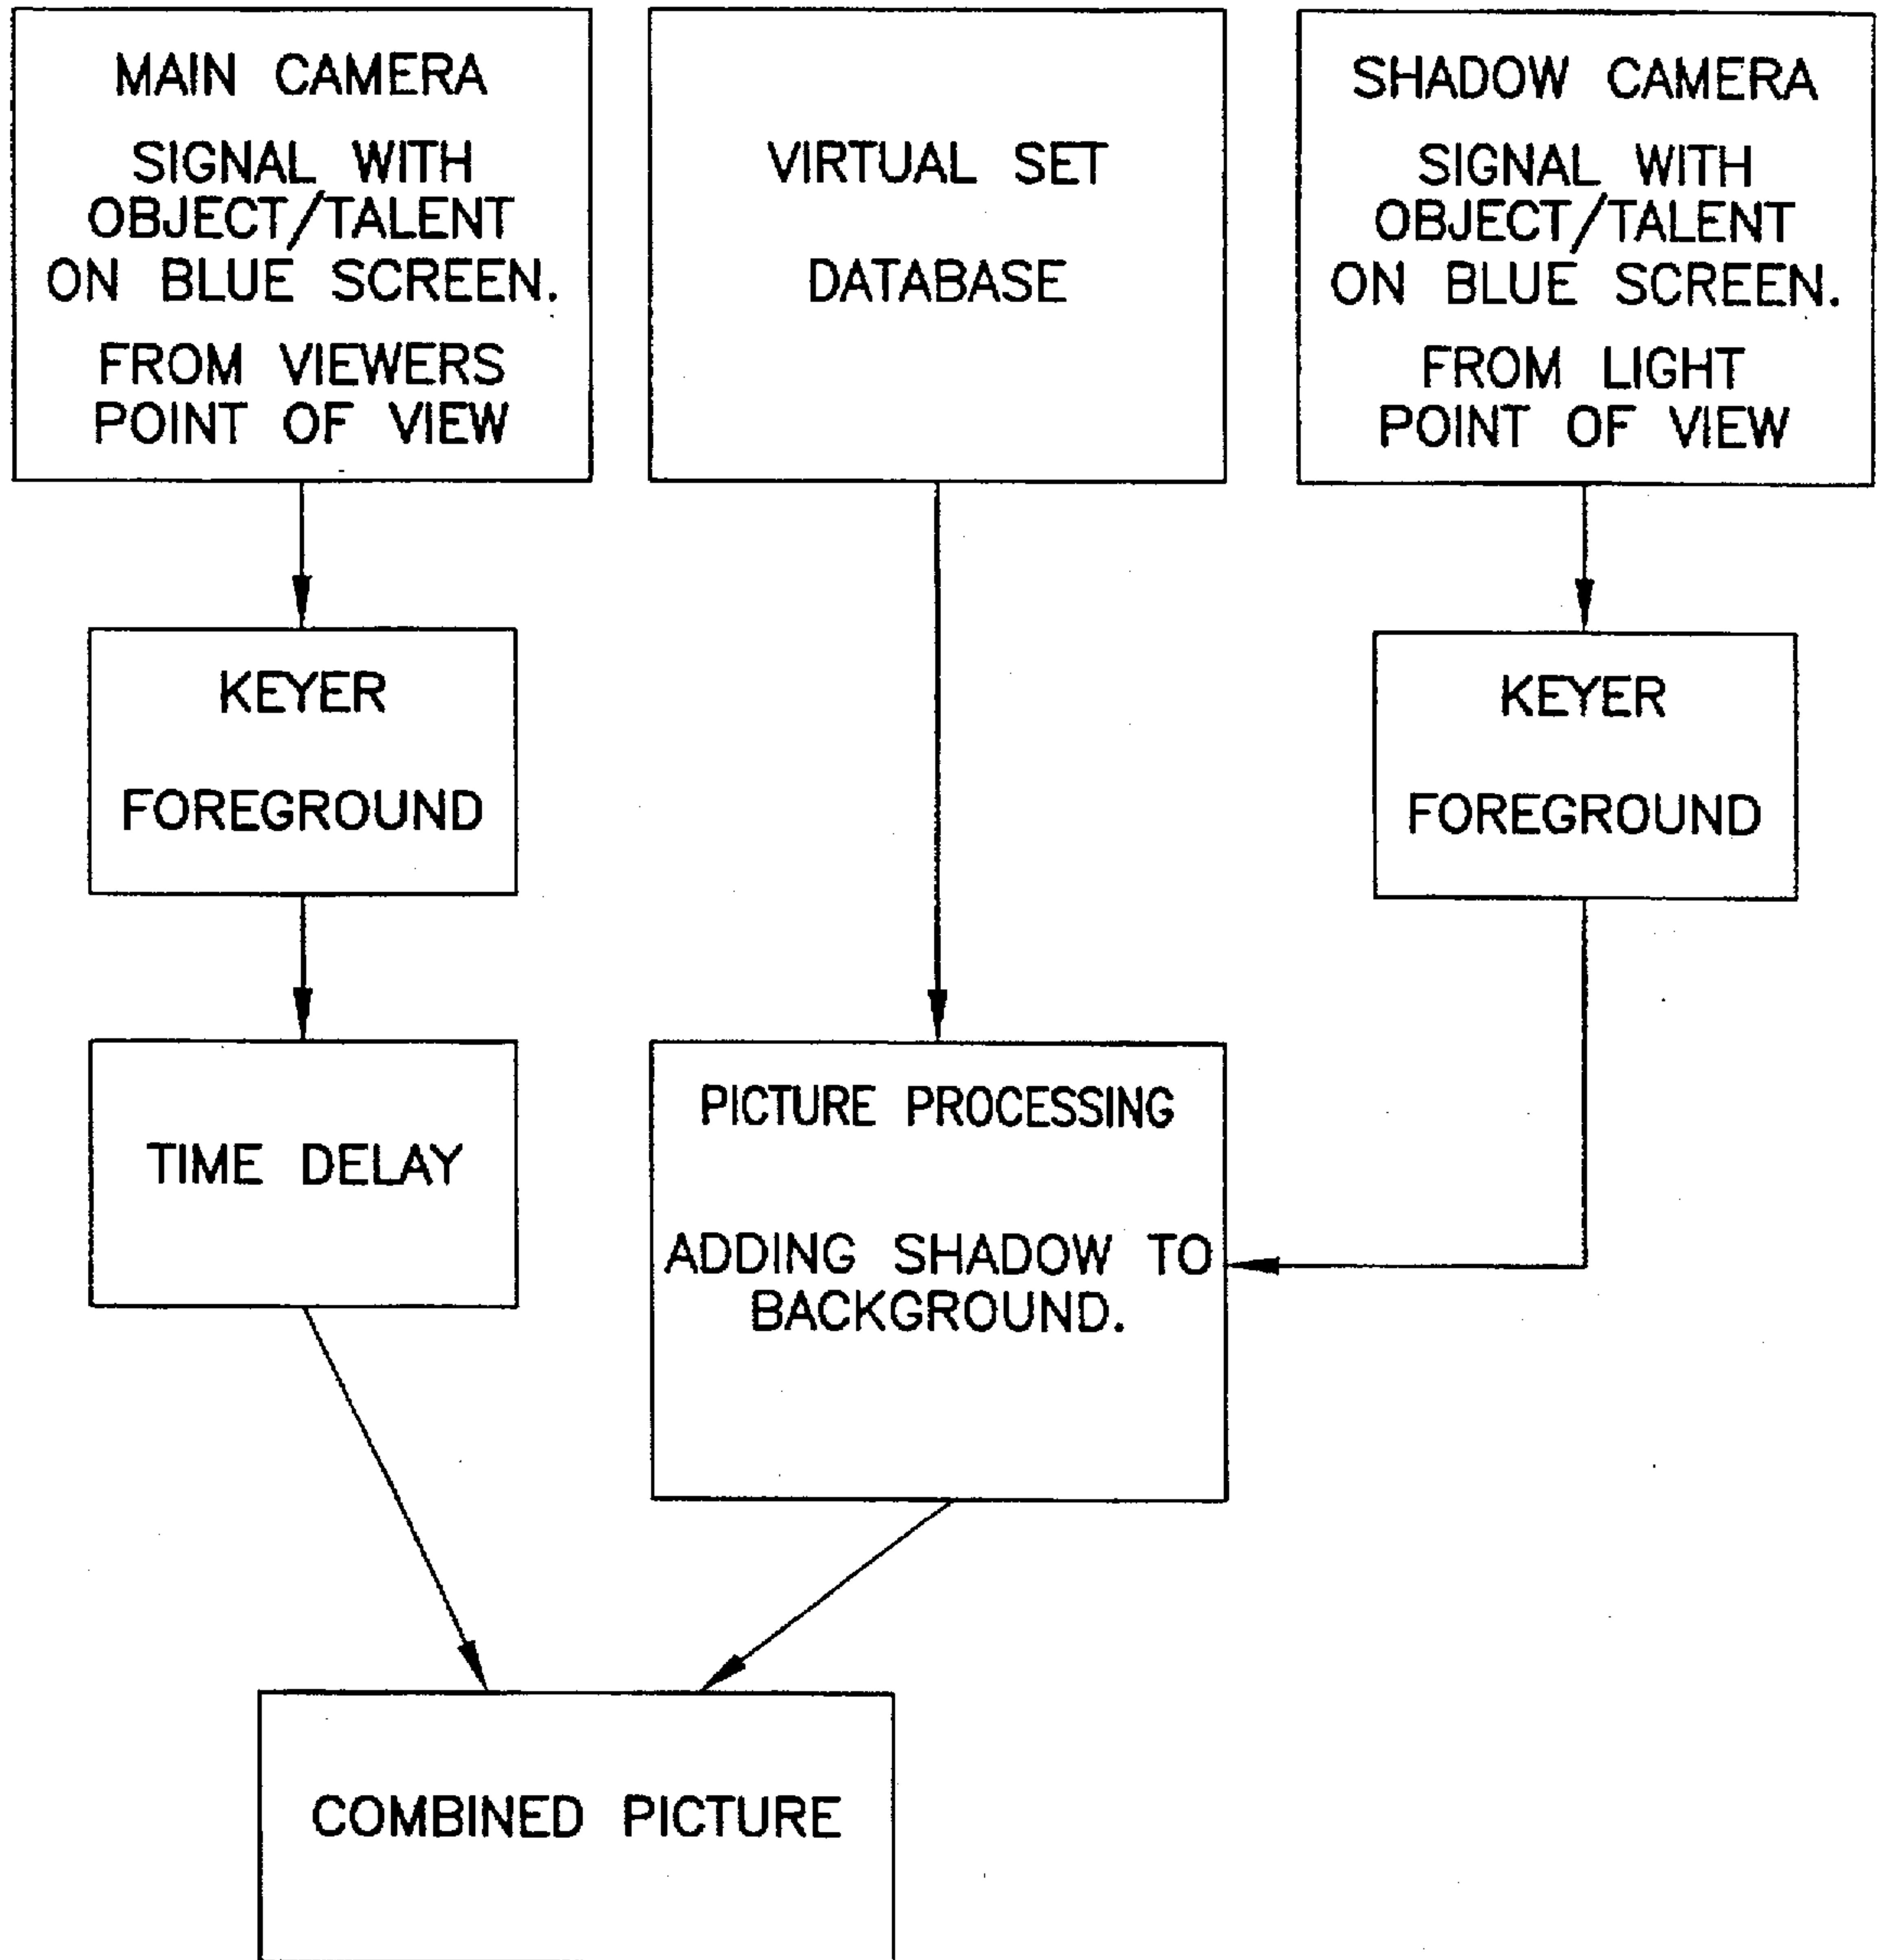 MAIN CAMERA
SIGNAL WITH
OBJECT/TALENT
ON BLUE SCREEN.
FROM VIEWERS
POINT OF VIEW
VIRTUAL SET
DATABASE
SHADOW CAMERA
SIGNAL WITH
OBJECT/TALENT
ON BLUE SCREEN.
FROM LIGHT
POINT OF VIEW
KEYER
FOREGROUND
KEYER
FOREGROUND
TIME DELAY
PICTURE PROCESSING
ADDING SHADOW TO
BACKGROUND.
COMBINED PICTURE